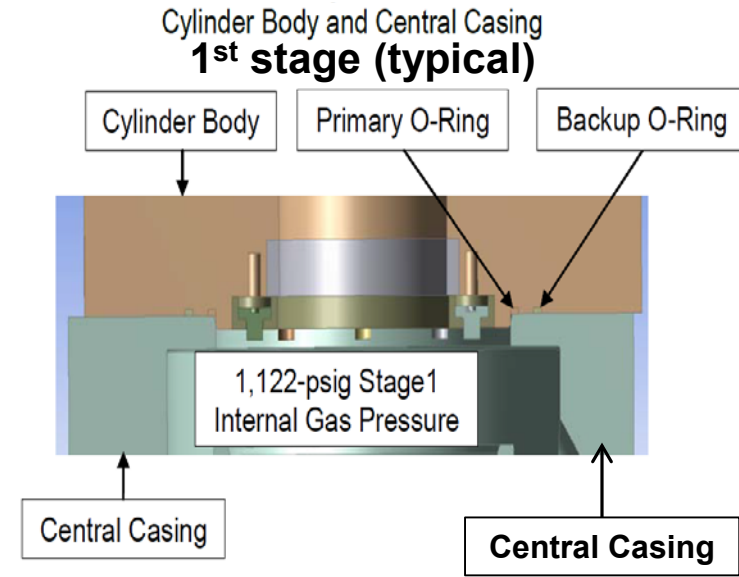 Cylinder Body and Central Casing
1st stage (typical)
Cylinder Body
Primary O-Ring
Backup O-Ring
1,122-psig Stage1
Internal Gas Pressure
Central Casing
Central Casing